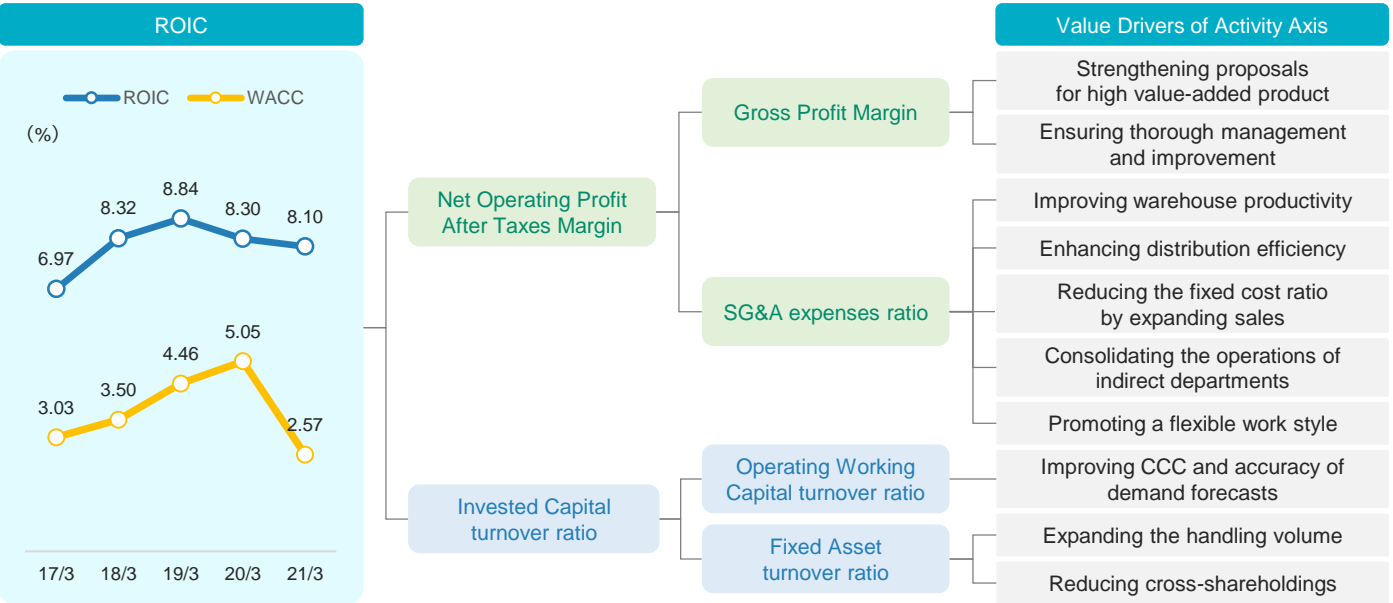 ROIC
ROIC
WACC
(%)
6.97
8.32
8.84
8.30
8.10
3.03
3.50
4.46
5.05
2.57
17/3
18/3
19/3
20/3
21/3
Net Operating Profit
After Taxes Margin
Invested Capital
turnover ratio
Gross Profit Margin
SG&A expenses ratio
Operating Working
Capital turnover ratio
Fixed Asset
turnover ratio
Value Drivers of Activity Axis
Strengthening proposals
for high value-added product
Ensuring thorough management
and improvement
Improving warehouse productivity
Enhancing distribution efficiency
Reducing the fixed cost ratio
by expanding sales
Consolidating the operations of
indirect departments
Promoting a flexible work style
Improving CCC and accuracy of
demand forecasts
Expanding the handling volume
Reducing cross-shareholdings